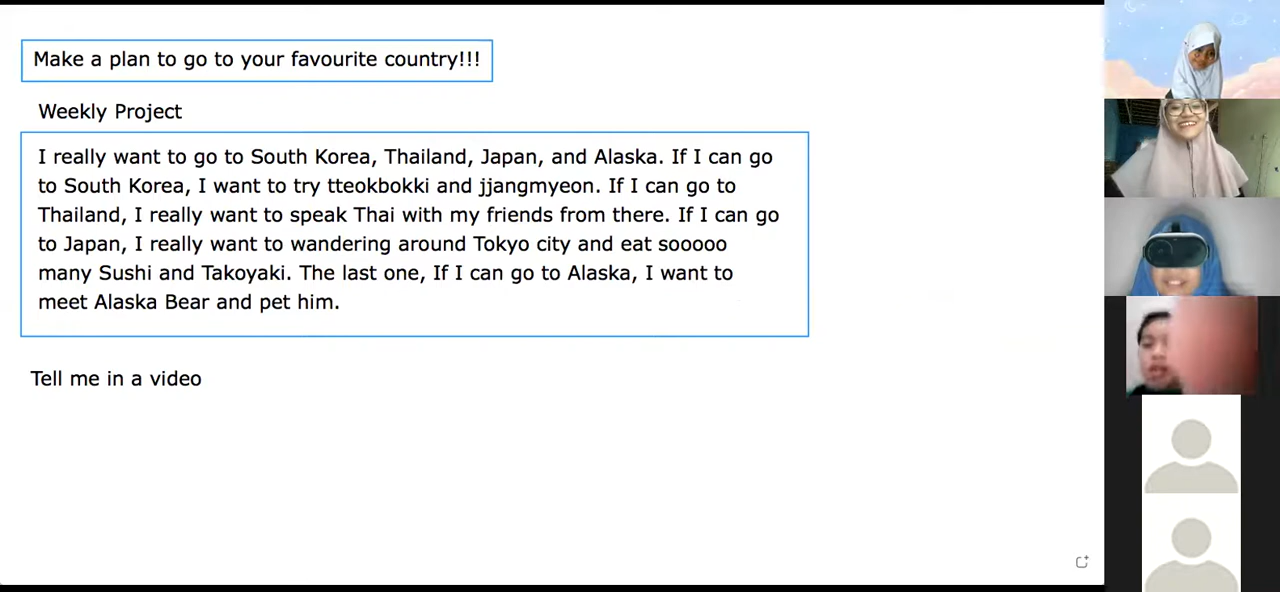 Make a plan to go to your favourite country!!!
Weekly Project
I really want to go to South Korea, Thailand, Japan, and Alaska. If I can go
to South Korea, I want to try tteokbokki and jjangmyeon. If I can go to
Thailand, I really want to speak Thai with my friends from there. If I can go
to Japan, I really want to wandering around Tokyo city and eat sooooo
many Sushi and Takoyaki. The last one, If I can go to Alaska, I want to
meet Alaska Bear and pet him.
Tell me in a video